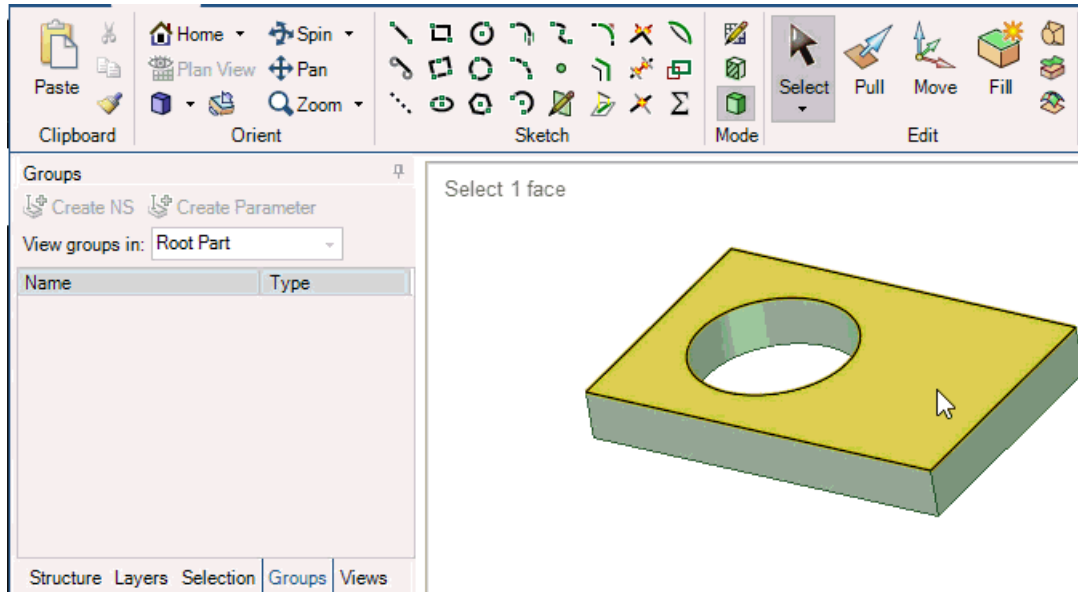 Home Spin
Plan View Pan
Paste Zoom Select Pull Move Fill
Clipboard Orient Sketch Mode Edit
Groups
Create NS Create Parameter
View groups in: Root Part
Name Type
Select 1 face
Structure Layers Selection Groups Views